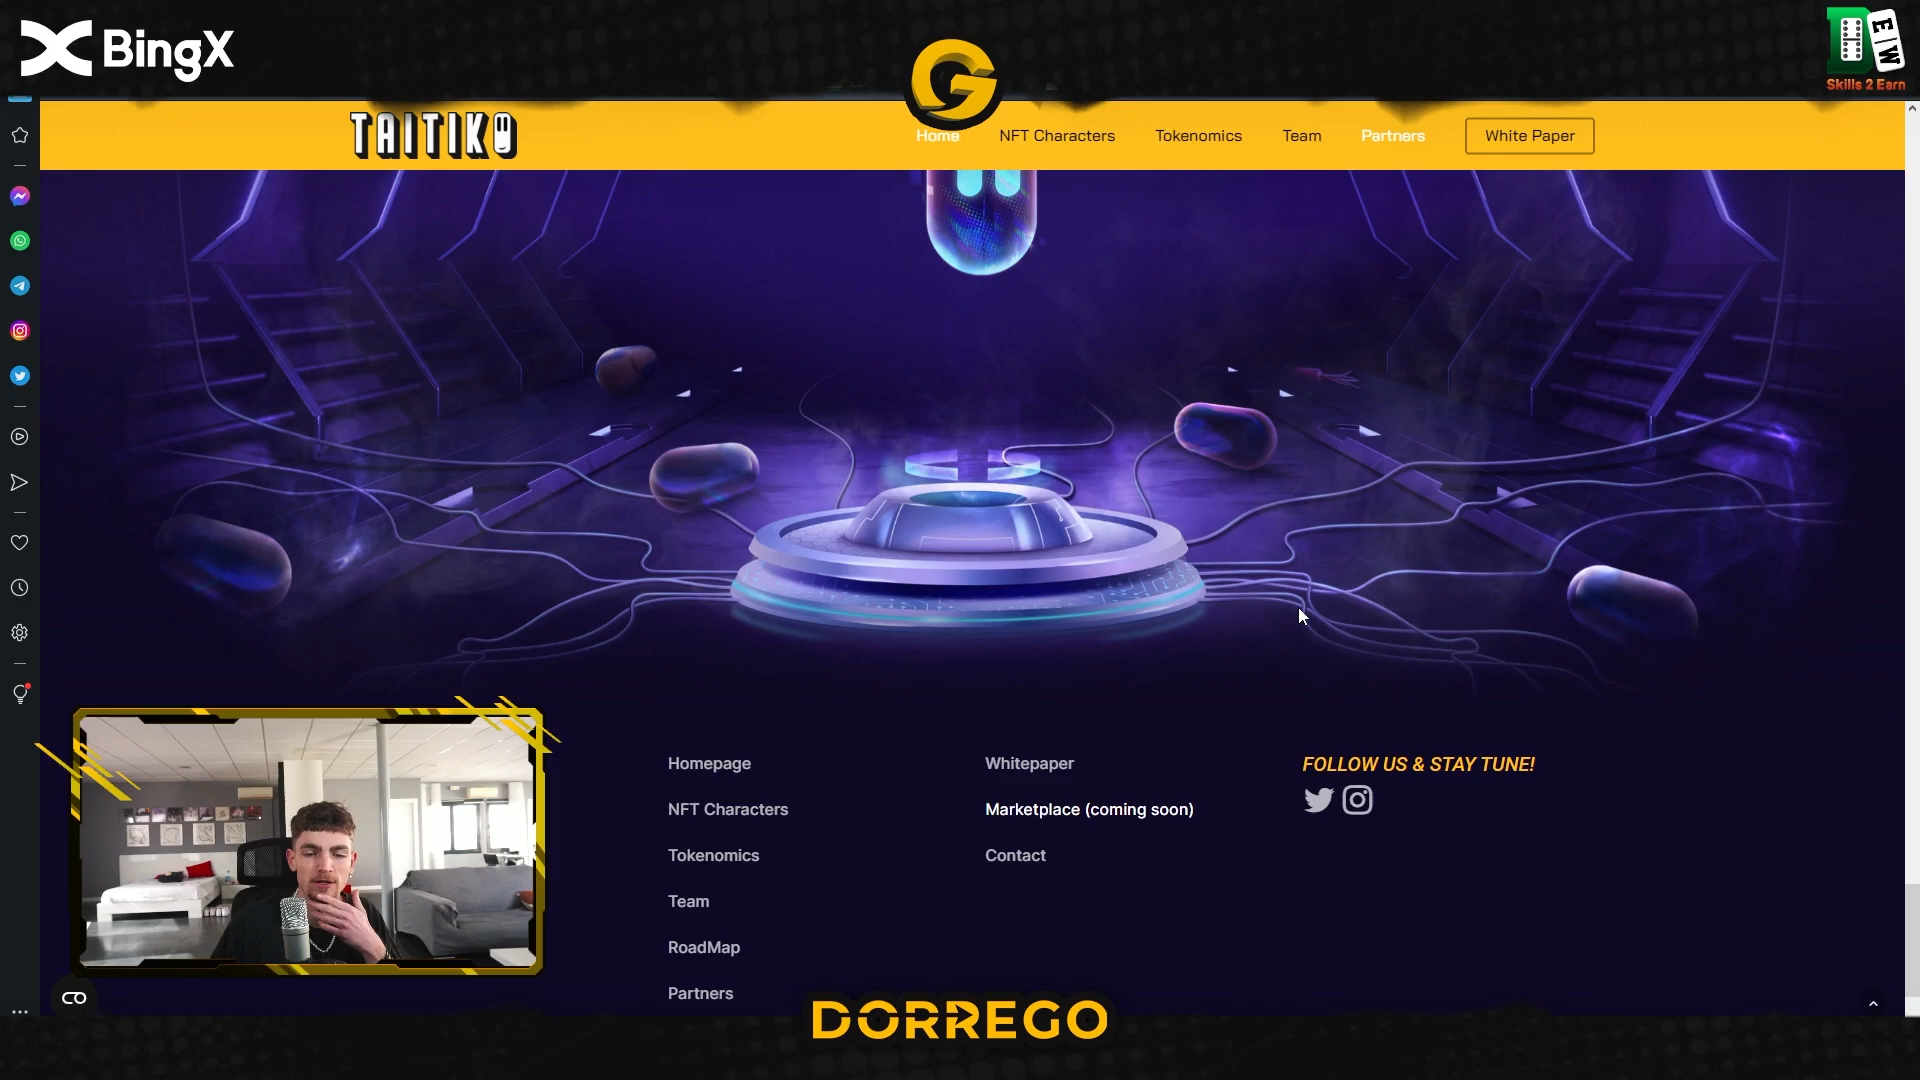 BingX
G
E W
Skills 2 Earn
TAITIKO
Home
NFT Characters
Tokenomics
Team
Partners
White Paper
Homepage
NFT Characters
Tokenomics
Team
RoadMap
Partners
Whitepaper
Marketplace (coming soon)
Contact
FOLLOW US & STAY TUNE!
DORREGO